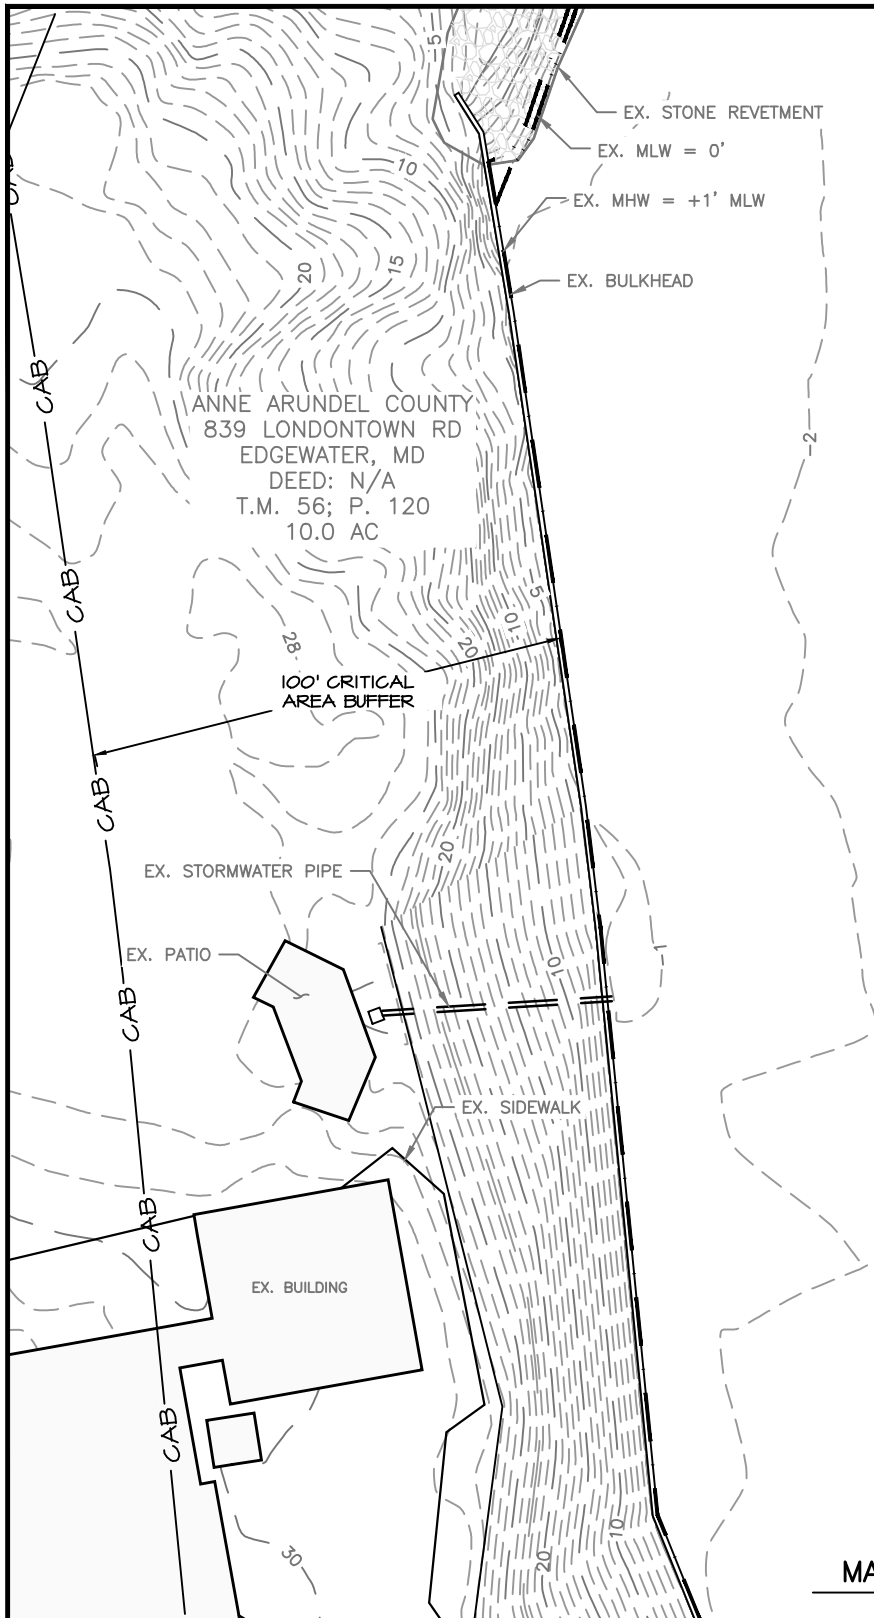 5
EX. STONE REVETMENT
EX. MLW = 0'
10
EX. MHW = +1' MLW
20
15
EX. BULKHEAD
CAB
ANNE ARUNDEL COUNTY
839 LONDONTOWN RD
EDGEWATER, MD
DEED: N/A
T.M. 56; P. 120
10.0 AC
-2
CAB
5
10
28
20
100' CRITICAL
AREA BUFFER
CAB
20
EX. STORMWATER PIPE
EX. PATIO
10
-1
CAB
EX. SIDEWALK
CAB
EX. BUILDING
CAB
30
20
10